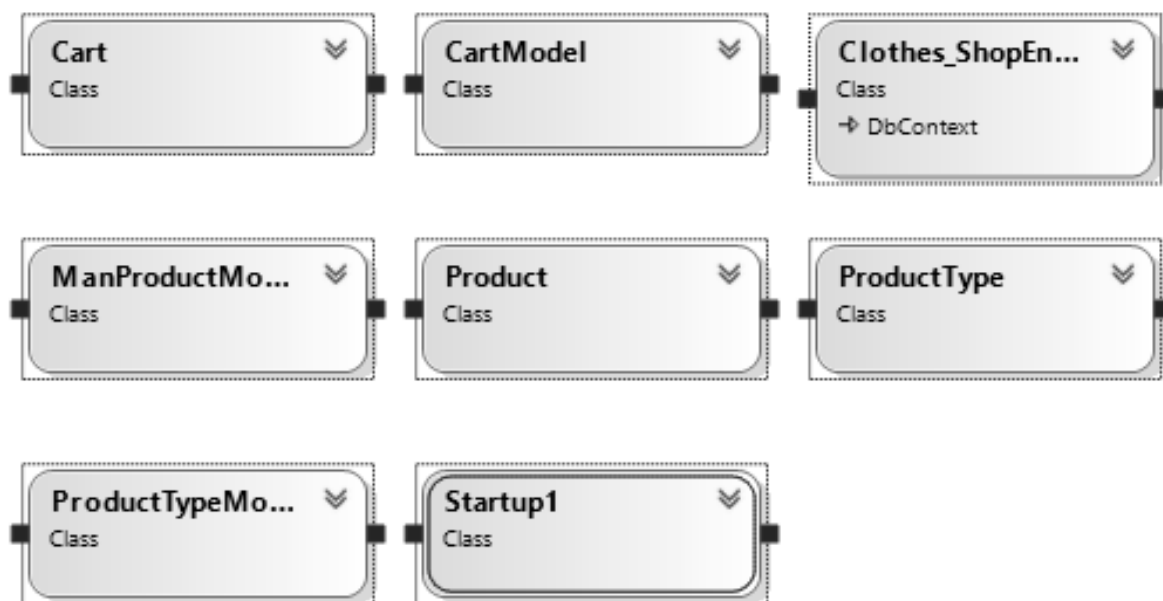 Cart
Class
CartModel
Class
Clothes_ShopEn...
Class
DbContext
ManProductMo...
Class
Product
Class
ProductType
Class
ProductTypeMo...
Class
Startup1
Class